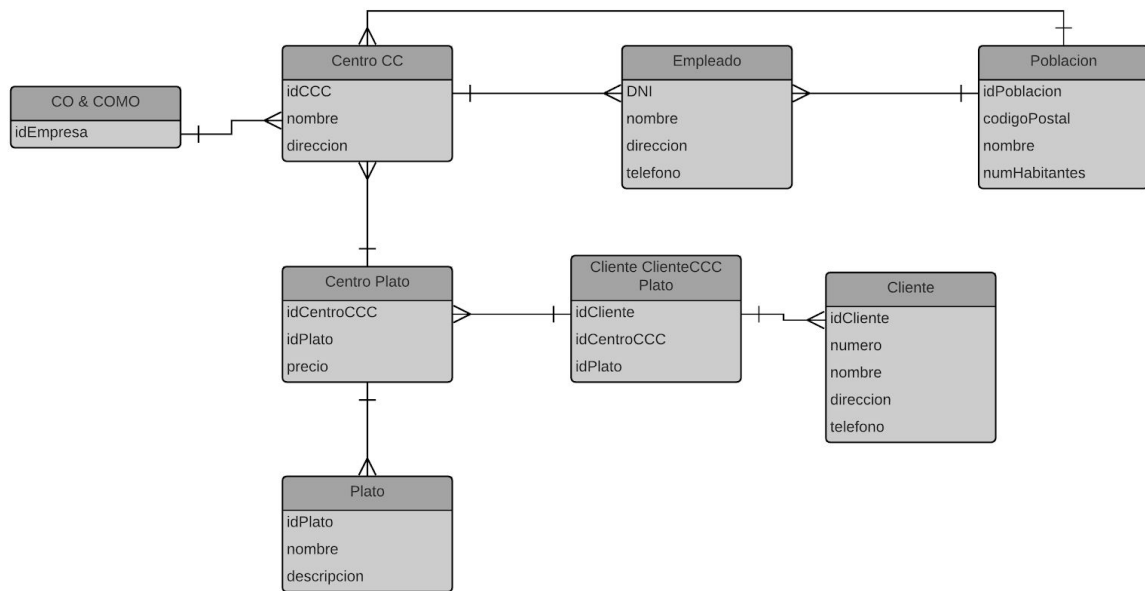 Centro CC
idCCC
nombre
direccion
Empleado
DNI
nombre
direccion
telefono
Poblacion
idPoblacion
codigoPostal
nombre
numHabitantes
CO & COMO
idEmpresa
Centro Plato
idCentroCCC
idPlato
precio
Cliente ClienteCCC
Plato
idCliente
idCentroCCC
idPlato
Cliente
idCliente
numero
nombre
direccion
telefono
Plato
idPlato
nombre
descripcion